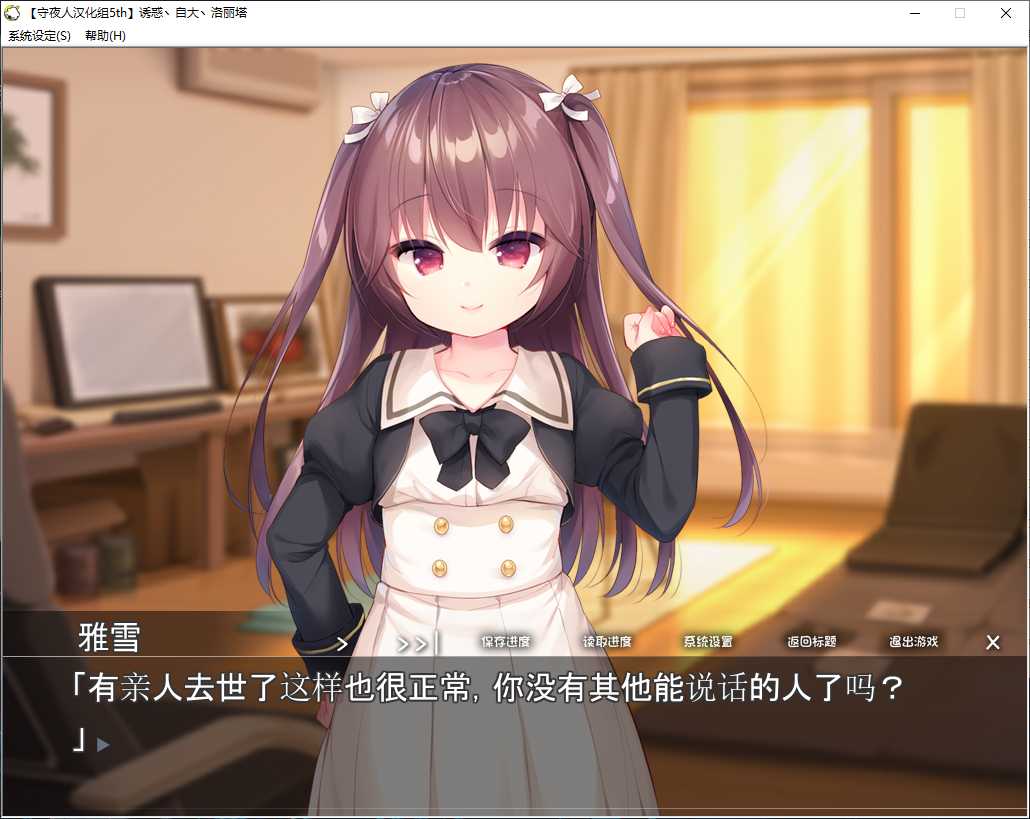 【守夜人汉化组5th】诱惑丶自大丶洛丽塔
系统设定(S) 帮助(H)
雅雪
> >>| 保存进度 读取进度 系统设置 返回标题 退出游戏 X
「有亲人去世了这样也很正常, 你没有其他能说话的人了吗？
」